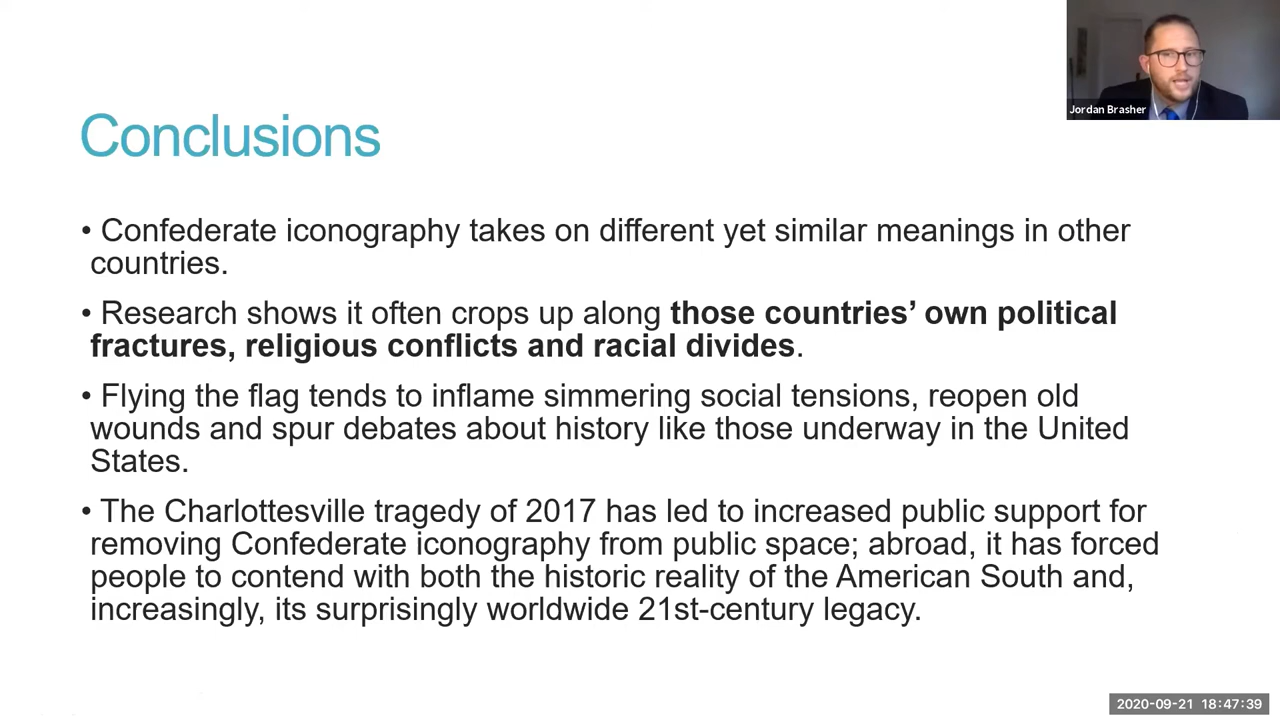 Jordan Brasher
Conclusions
• Confederate iconography takes on different yet similar meanings in other
countries.
• Research shows it often crops up along those countries’ own political
fractures, religious conflicts and racial divides.
• Flying the flag tends to inflame simmering social tensions, reopen old
wounds and spur debates about history like those underway in the United
States.
• The Charlottesville tragedy of 2017 has led to increased public support for
removing Confederate iconography from public space; abroad, it has forced
people to contend with both the historic reality of the American South and,
increasingly, its surprisingly worldwide 21st-century legacy.
2020-09-21 18:47:39